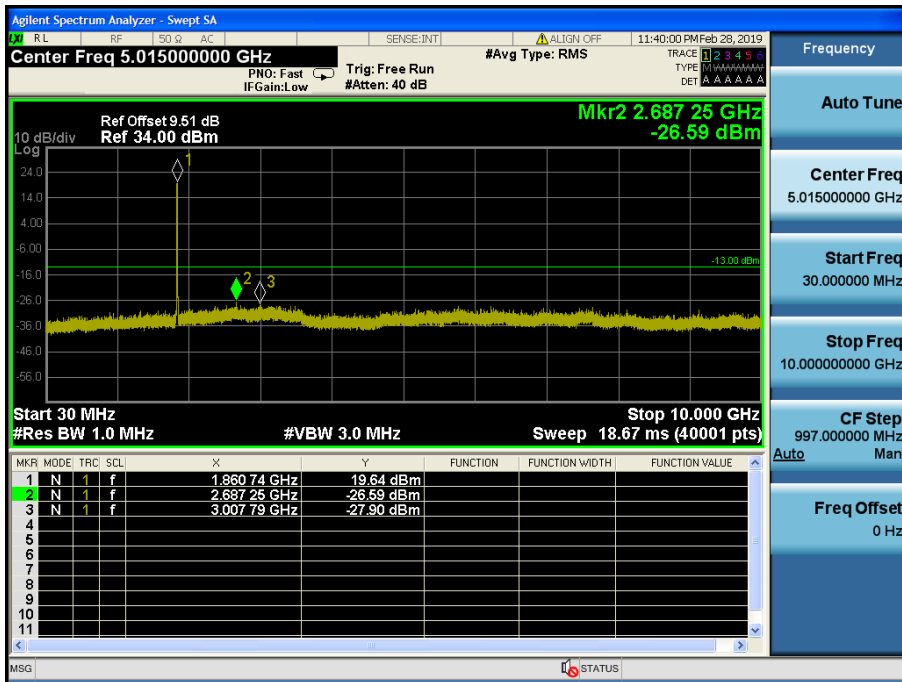 Agilent Spectrum Analyzer - Swept SA
LXI RL RF 50 Ω AC SENSE:INT ALIGN OFF 11:40:00 PM Feb 28, 2019
Center Freq 5.015000000 GHz #Avg Type: RMS TRACE 1 2 3 4 5 6
PNO: Fast Trig: Free Run TYPE MWWWWW
IFGain:Low #Atten: 40 dB DET A A A A A A
Mkr2 2.687 25 GHz
-26.59 dBm
Ref Offset 9.51 dB
10 dB/div Ref 34.00 dBm
Log
24.0
14.0
4.00
-6.00
-16.0
-26.0
-36.0
-46.0
-56.0
1
2
3
-13.00 dBm
Start 30 MHz Stop 10.000 GHz
#Res BW 1.0 MHz #VBW 3.0 MHz Sweep 18.67 ms (40001 pts)
MKR MODE TRC SCL X Y FUNCTION FUNCTION WIDTH FUNCTION VALUE
1 N 1 f 1.860 74 GHz 19.64 dBm
2 N 1 f 2.687 25 GHz -26.59 dBm
3 N 1 f 3.007 79 GHz -27.90 dBm
4
5
6
7
8
9
10
11
MSG STATUS
Frequency
Auto Tune
Center Freq
5.015000000 GHz
Start Freq
30.000000 MHz
Stop Freq
10.000000000 GHz
CF Step
997.000000 MHz
Auto Man
Freq Offset
0 Hz